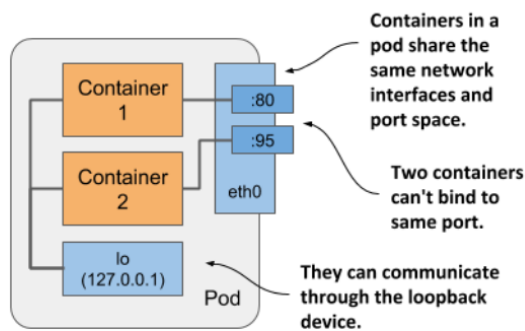 Containers in a
pod share the
same network
interfaces and
port space.
Container
1
:80
:95
Container
2
eth0
Two containers
can't bind to
same port.
lo
(127.0.0.1)
Pod
They can communicate
through the loopback
device.